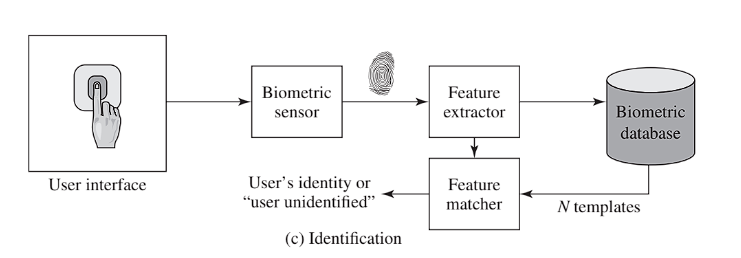 Biometric
sensor
Feature
extractor
Biometric
database
User interface
User's identity or
“user unidentified”
Feature
matcher
N templates
(c) Identification